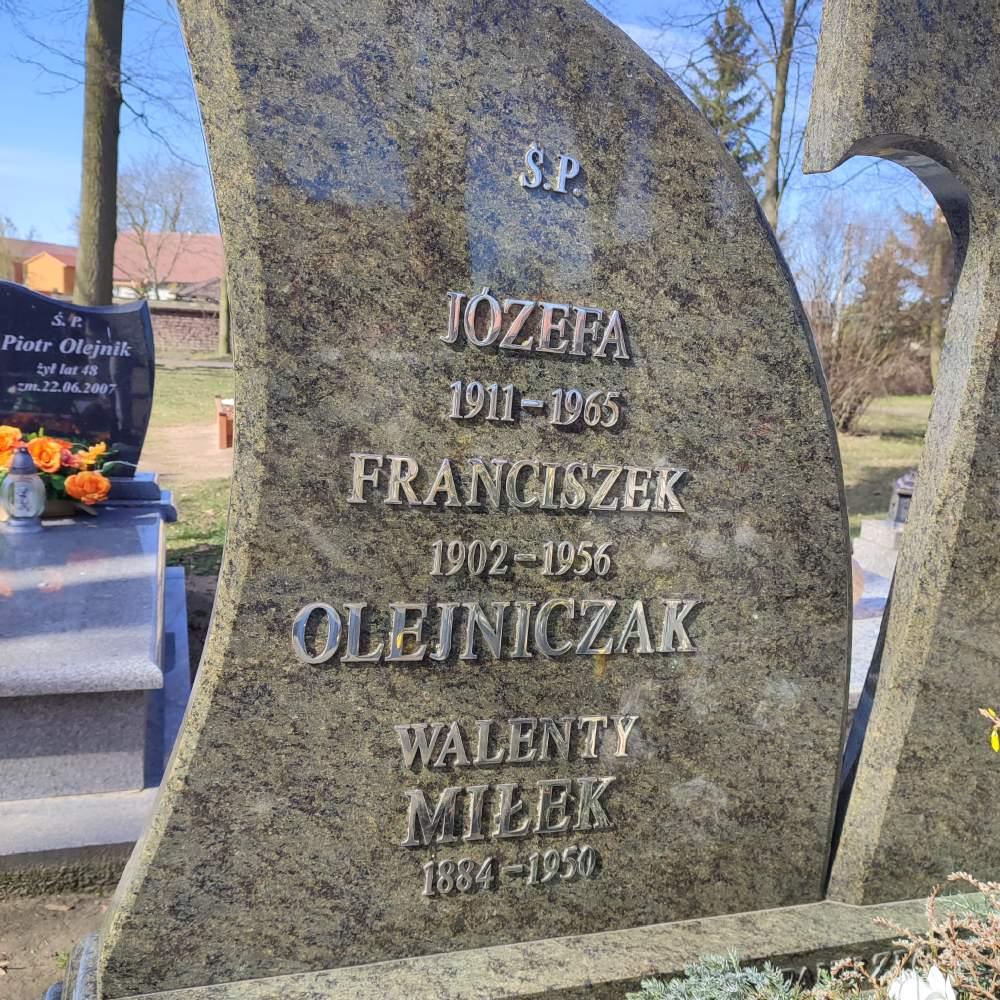 Ś.P.
JÓZEFA
1911-1965
FRANCISZEK
1902-1956
OLEJNICZAK
WALENTY
MIŁEK
1884-1950
Ś.P.
Piotr Olejnik
żył lat 48
zm.22.06.2007